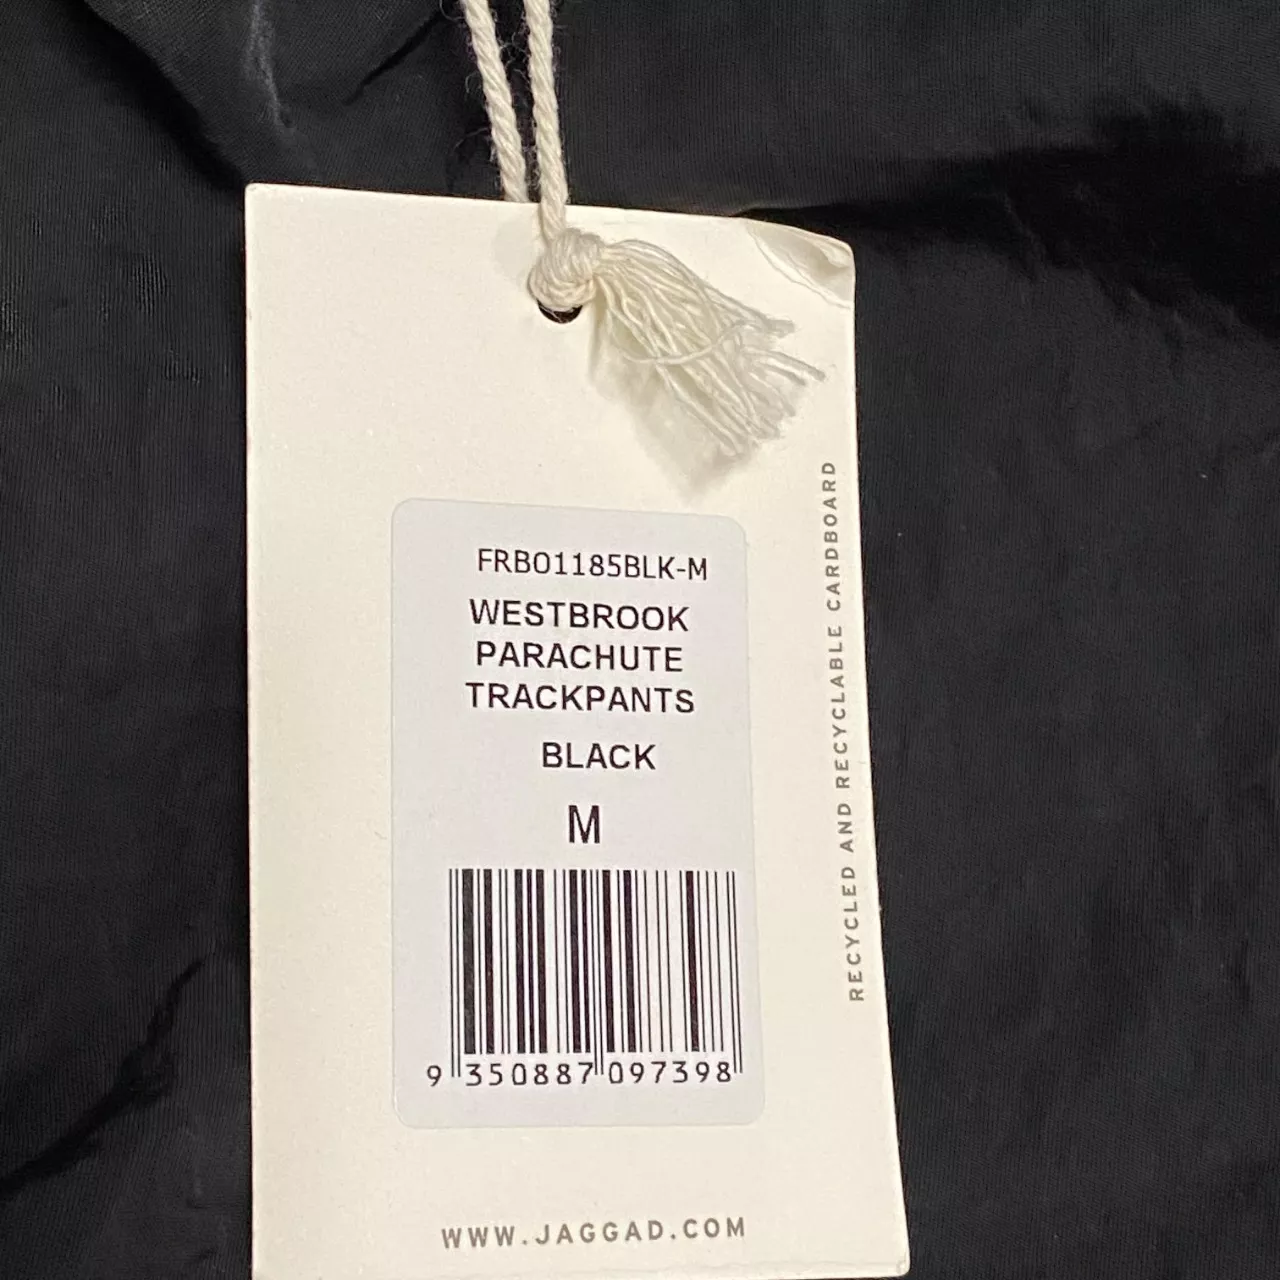 FRBO1185BLK-M
WESTBROOK
PARACHUTE
TRACKPANTS
BLACK
M
9 350887 097398
RECYCLED AND RECYCLABLE CARDBOARD
WWW.JAGGAD.COM